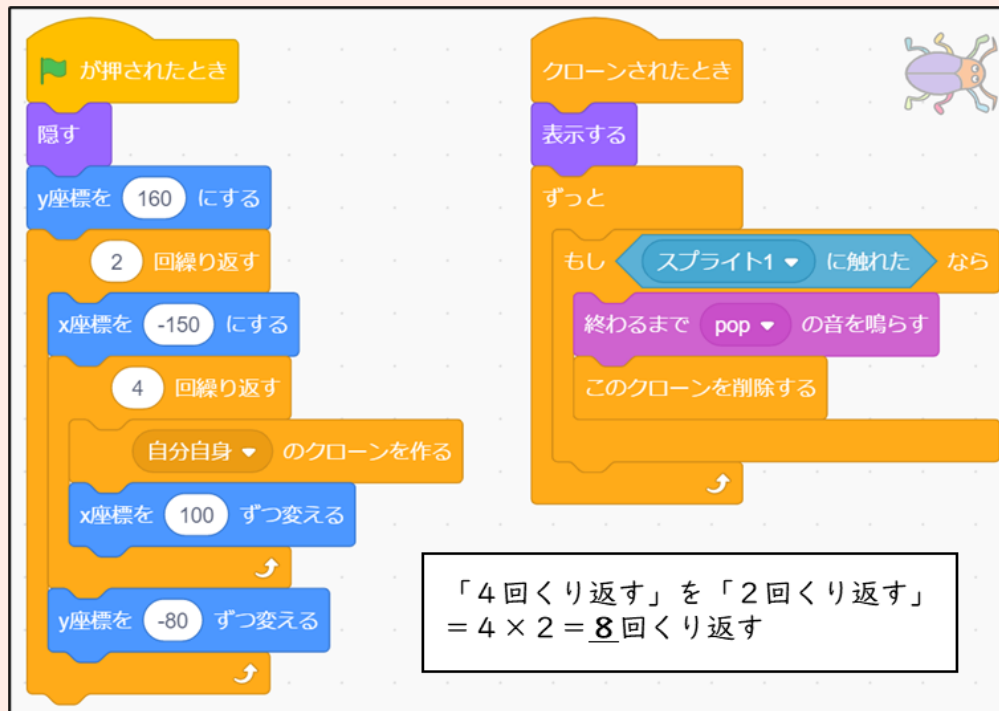 が押されたとき
隠す
y座標を 160 にする
2 回繰り返す
x座標を -150 にする
4 回繰り返す
自分自身 のクローンを作る
x座標を 100 ずつ変える
y座標を -80 ずつ変える
クローンされたとき
表示する
ずっと
もし スプライト1 に触れた なら
終わるまで pop の音を鳴らす
このクローンを削除する
「4回くり返す」を「2回くり返す」
=4×2=8回くり返す